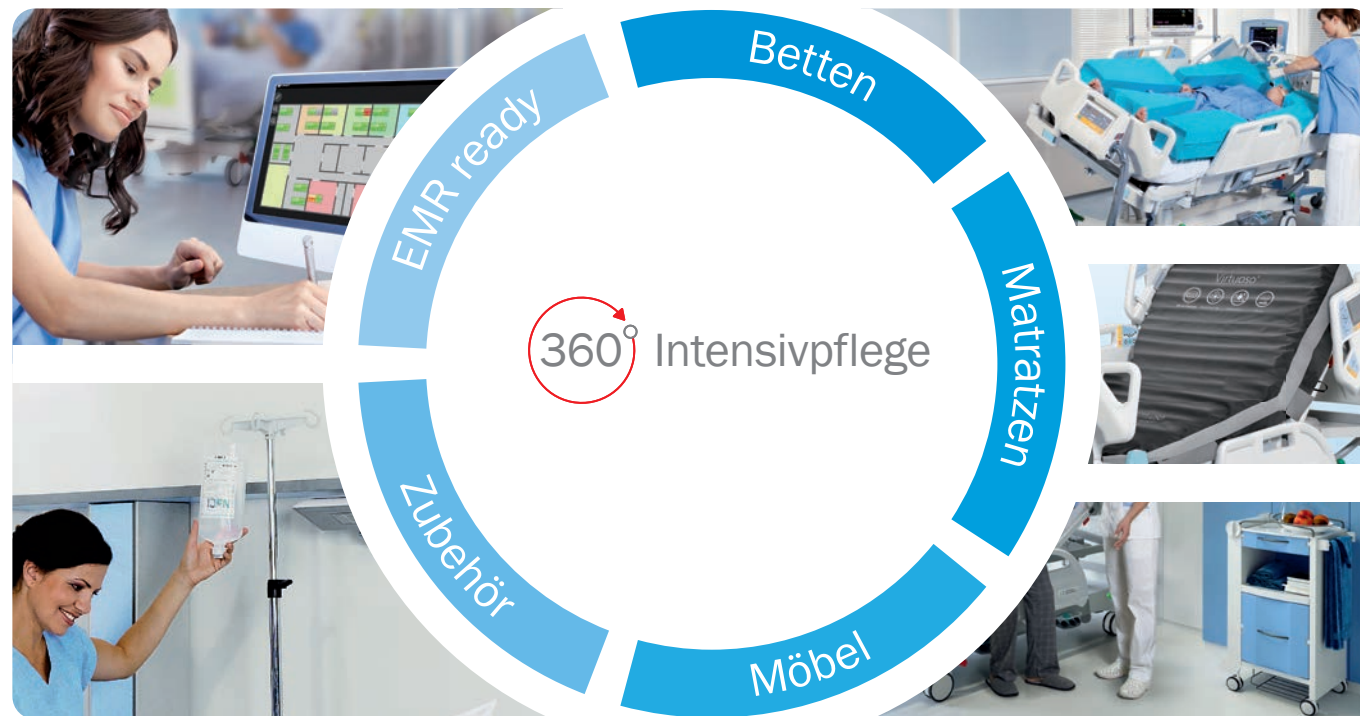 Betten
EMR ready
Matratzen
360° Intensivpflege
Zubehör
Möbel
Virtuoso®